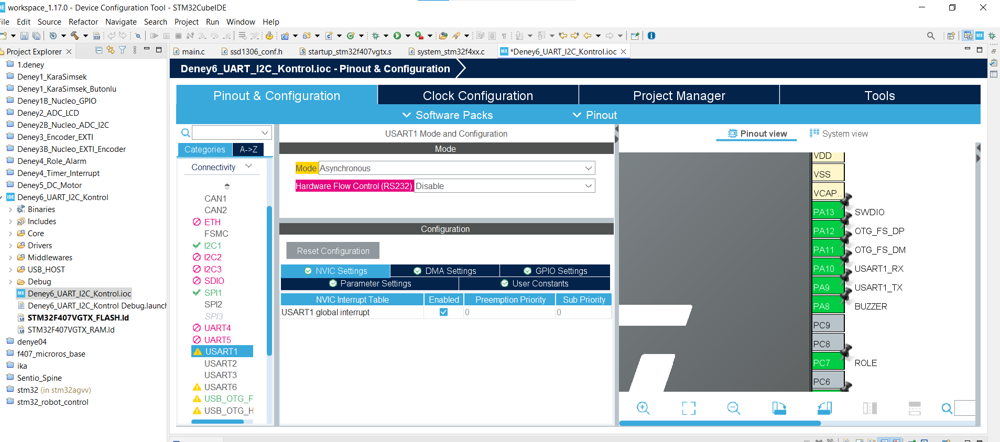 workspace_1.17.0 - Device Configuration Tool - STM32CubeIDE
File Edit Source Refactor Navigate Search Project Run Window Help
Project Explorer
main.c
ssd1306_conf.h
startup_stm32f407vgtx.s
system_stm32f4xx.c
*Deney6_UART_I2C_Kontrol.ioc
1.deney
Deney1_KaraSimsek
Deney1_KaraSimsek_Butonlu
Deney1B_Nucleo_GPIO
Deney2_ADC_LCD
Deney2B_Nucleo_ADC_I2C
Deney3_Encoder_EXTI
Deney3B_Nucleo_EXTI_Encoder
Deney4_Role_Alarm
Deney4_Timer_Interrupt
Deney5_DC_Motor
Deney6_UART_I2C_Kontrol
Binaries
Includes
Core
Drivers
Middlewares
USB_HOST
Debug
Deney6_UART_I2C_Kontrol.ioc
Deney6_UART_I2C_Kontrol Debug.launch
STM32F407VGTX_FLASH.ld
STM32F407VGTX_RAM.ld
denye04
f407_microros_base
ika
Sentio_Spine
stm32 (in stm32agvv)
stm32_robot_control
Deney6_UART_I2C_Kontrol.ioc - Pinout & Configuration
Pinout & Configuration
Clock Configuration
Project Manager
Tools
Software Packs
Pinout
Categories
A->Z
Connectivity
CAN1
CAN2
ETH
FSMC
I2C1
I2C2
I2C3
SDIO
SPI1
SPI2
SPI3
UART4
UART5
USART1
USART2
USART3
USART6
USB_OTG_F
USB_OTG_H
USART1 Mode and Configuration
Mode
Mode Asynchronous
Hardware Flow Control (RS232) Disable
Configuration
Reset Configuration
NVIC Settings
DMA Settings
GPIO Settings
Parameter Settings
User Constants
NVIC Interrupt Table Enabled Preemption Priority Sub Priority
USART1 global interrupt 0 0
Pinout view
System view
VDD
VSS
VCAP..
PA13 SWDIO
PA12 OTG_FS_DP
PA11 OTG_FS_DM
PA10 USART1_RX
PA9 USART1_TX
PA8 BUZZER
PC9
PC8
PC7 ROLE
PC6